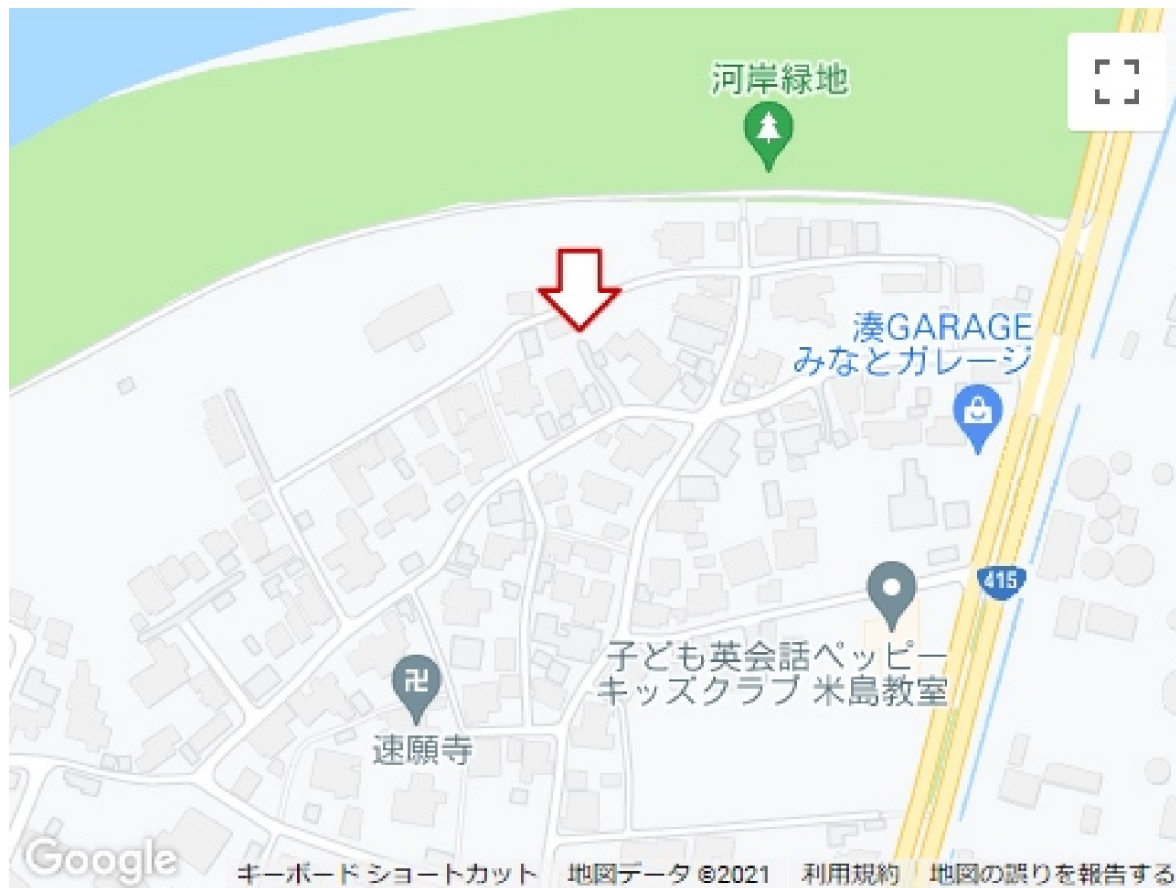 河岸緑地
湊GARAGE
みなとガレージ
415
子ども英会話ペッピー
キッズクラブ 米島教室
卍
速願寺
Google
キーボード ショートカット
地図データ ©2021
利用規約
地図の誤りを報告する